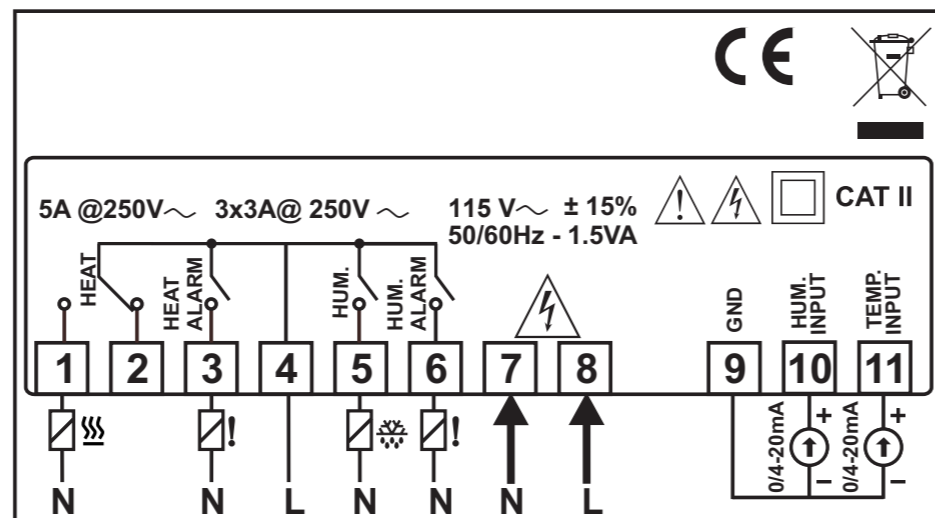 CE
5A @250V~ 3x3A@ 250V ~ 115 V~ ± 15% CAT II
50/60Hz - 1.5VA
HEAT
HEAT
ALARM
HUM.
HUM.
ALARM
GND
HUM.
INPUT
TEMP.
INPUT
1 2 3 4 5 6 7 8 9 10 11
! !
0/4-20mA + 0/4-20mA +
− −
N N L N N N L